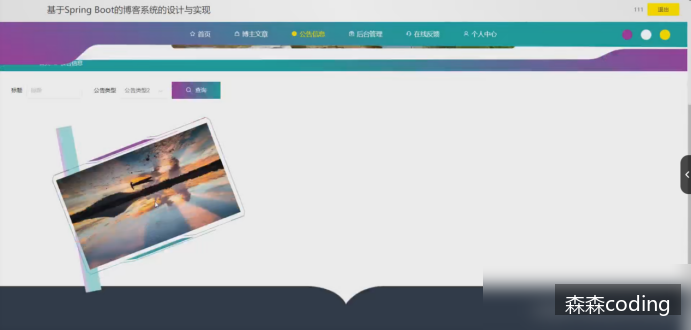 基于Spring Boot的博客系统的设计与实现
111 退出
首页 博主文章 公告信息 后台管理 在线反馈 个人中心
标题 标题 公告类型 公告类型2 查询
森森coding